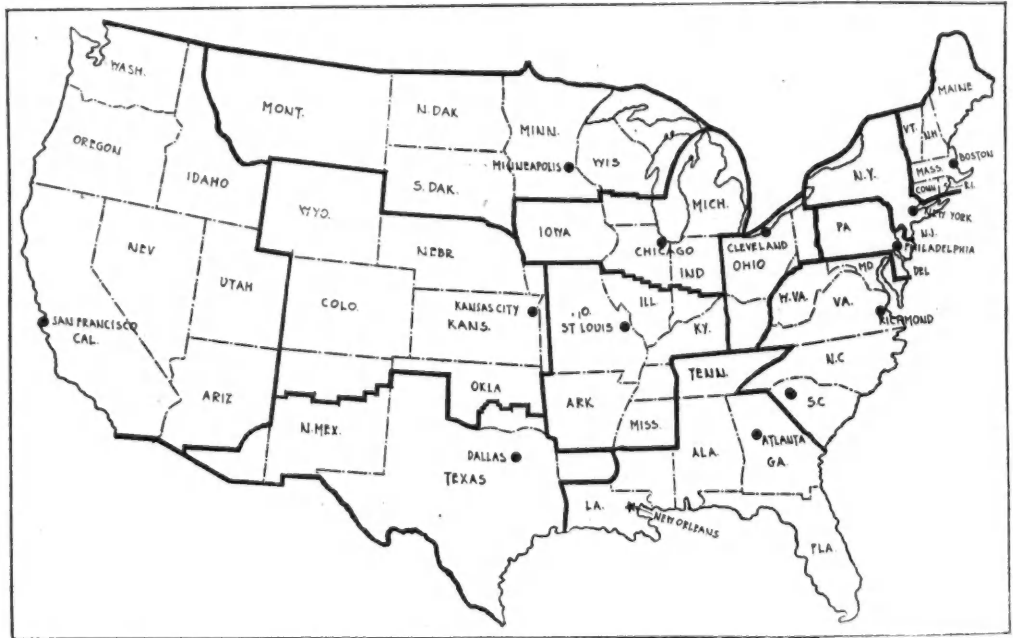 WASH.
MONT.
N.DAK
MINN.
MAINE
VT.
N.H.
OREGON
IDAHO
S.DAK.
MINNEAPOLIS
WIS
MICH.
N.Y.
MASS.
BOSTON
CONN
R.I.
WYO.
NEBR
IOWA
CHICAGO
IND
CLEVELAND
OHIO
PA
NEW YORK
N.J.
PHILADELPHIA
DEL
MD
NEV
UTAH
COLO.
KANSAS CITY
KANS.
ILL
ST LOUIS
KY.
W.VA.
VA.
RICHMOND
SAN FRANCISCO
CAL.
ARIZ
N.MEX.
OKLA
ARK
TENN.
N.C
S.C
MISS.
ALA.
ATLANTA
GA.
DALLAS
TEXAS
LA.
NEW ORLEANS
FLA.